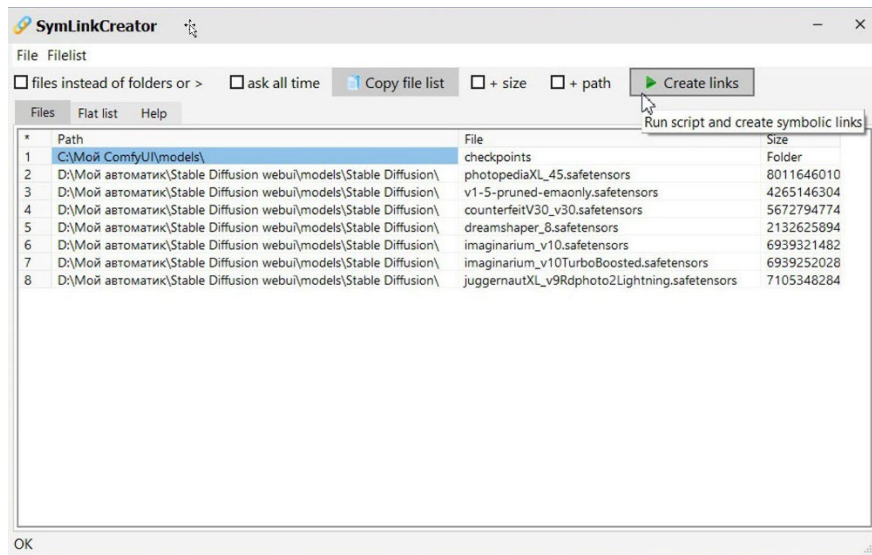 SymLinkCreator
File Filelist
files instead of folders or > ask all time Copy file list + size + path Create links
Files Flat list Help
Run script and create symbolic links
* Path File Size
1 C:\Мой ComfyUI\models\ checkpoints Folder
2 D:\Мой автоматик\Stable Diffusion webui\models\Stable Diffusion\ photopediaXL_45.safetensors 8011646010
3 D:\Мой автоматик\Stable Diffusion webui\models\Stable Diffusion\ v1-5-pruned-emaonly.safetensors 4265146304
4 D:\Мой автоматик\Stable Diffusion webui\models\Stable Diffusion\ counterfeitV30_v30.safetensors 5672794774
5 D:\Мой автоматик\Stable Diffusion webui\models\Stable Diffusion\ dreamshaper_8.safetensors 2132625894
6 D:\Мой автоматик\Stable Diffusion webui\models\Stable Diffusion\ imaginarium_v10.safetensors 6939321482
7 D:\Мой автоматик\Stable Diffusion webui\models\Stable Diffusion\ imaginarium_v10TurboBoosted.safetensors 6939252028
8 D:\Мой автоматик\Stable Diffusion webui\models\Stable Diffusion\ juggernautXL_v9Rdphoto2Lightning.safetensors 7105348284
OK